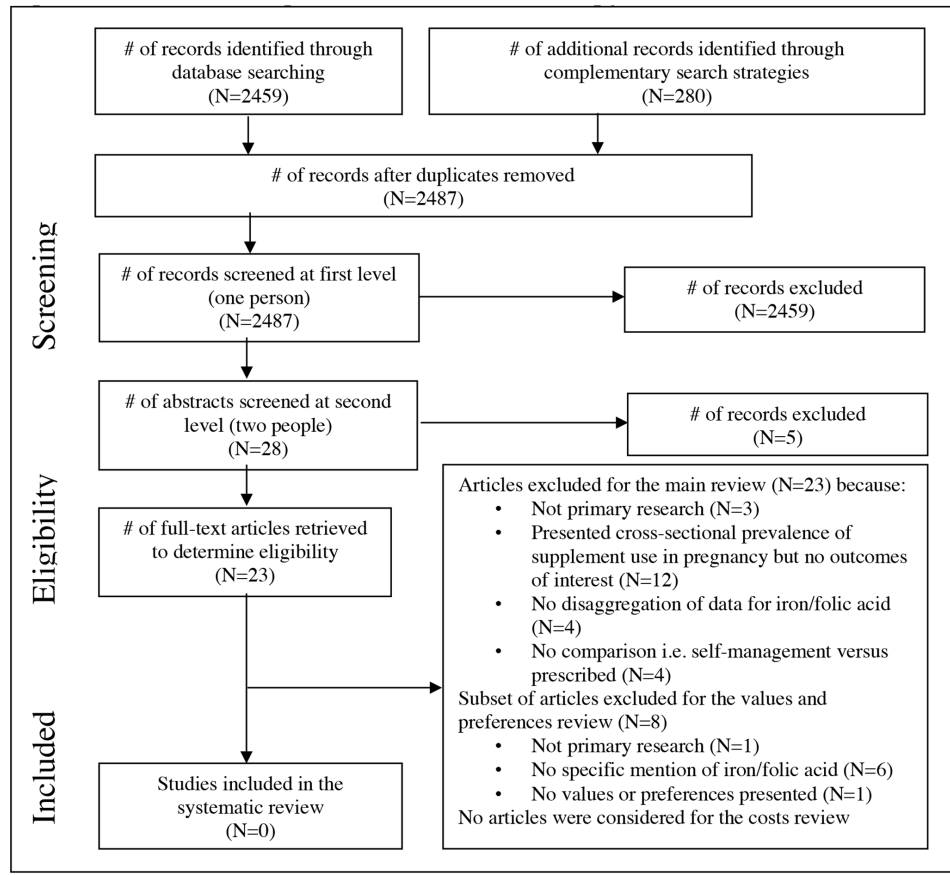 # of records identified through
database searching
(N=2459)
# of additional records identified through
complementary search strategies
(N=280)
# of records after duplicates removed
(N=2487)
Screening
# of records screened at first level
(one person)
(N=2487)
# of records excluded
(N=2459)
# of abstracts screened at second
level (two people)
(N=28)
# of records excluded
(N=5)
Eligibility
# of full-text articles retrieved
to determine eligibility
(N=23)
Articles excluded for the main review (N=23) because:
• Not primary research (N=3)
• Presented cross-sectional prevalence of
supplement use in pregnancy but no outcomes
of interest (N=12)
• No disaggregation of data for iron/folic acid
(N=4)
• No comparison i.e. self-management versus
prescribed (N=4)
Subset of articles excluded for the values and
preferences review (N=8)
• Not primary research (N=1)
• No specific mention of iron/folic acid (N=6)
• No values or preferences presented (N=1)
No articles were considered for the costs review
Included
Studies included in the
systematic review
(N=0)